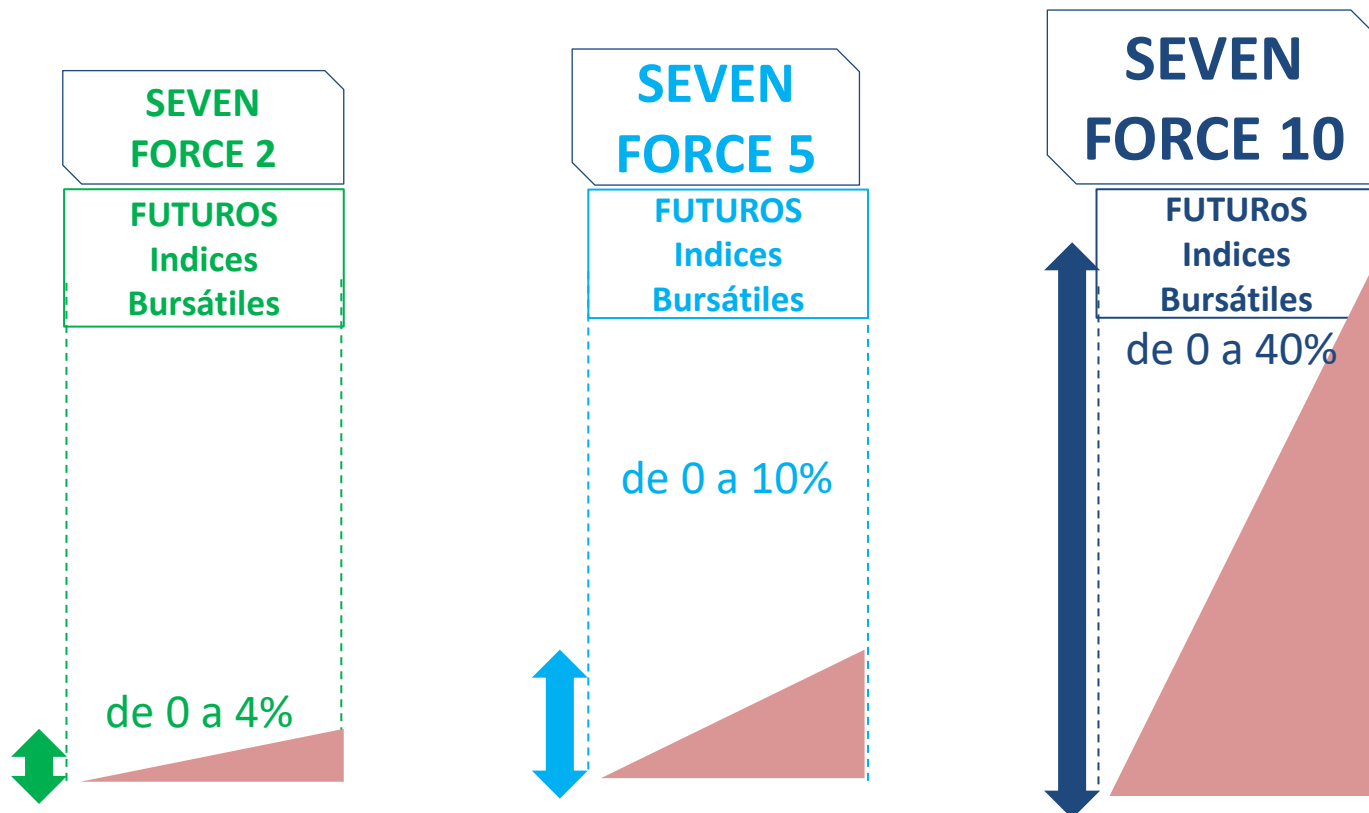 SEVEN
FORCE 2
FUTUROS
Indices
Bursátiles
de 0 a 4%
SEVEN
FORCE 5
FUTUROS
Indices
Bursátiles
de 0 a 10%
SEVEN
FORCE 10
FUTURoS
Indices
Bursátiles
de 0 a 40%